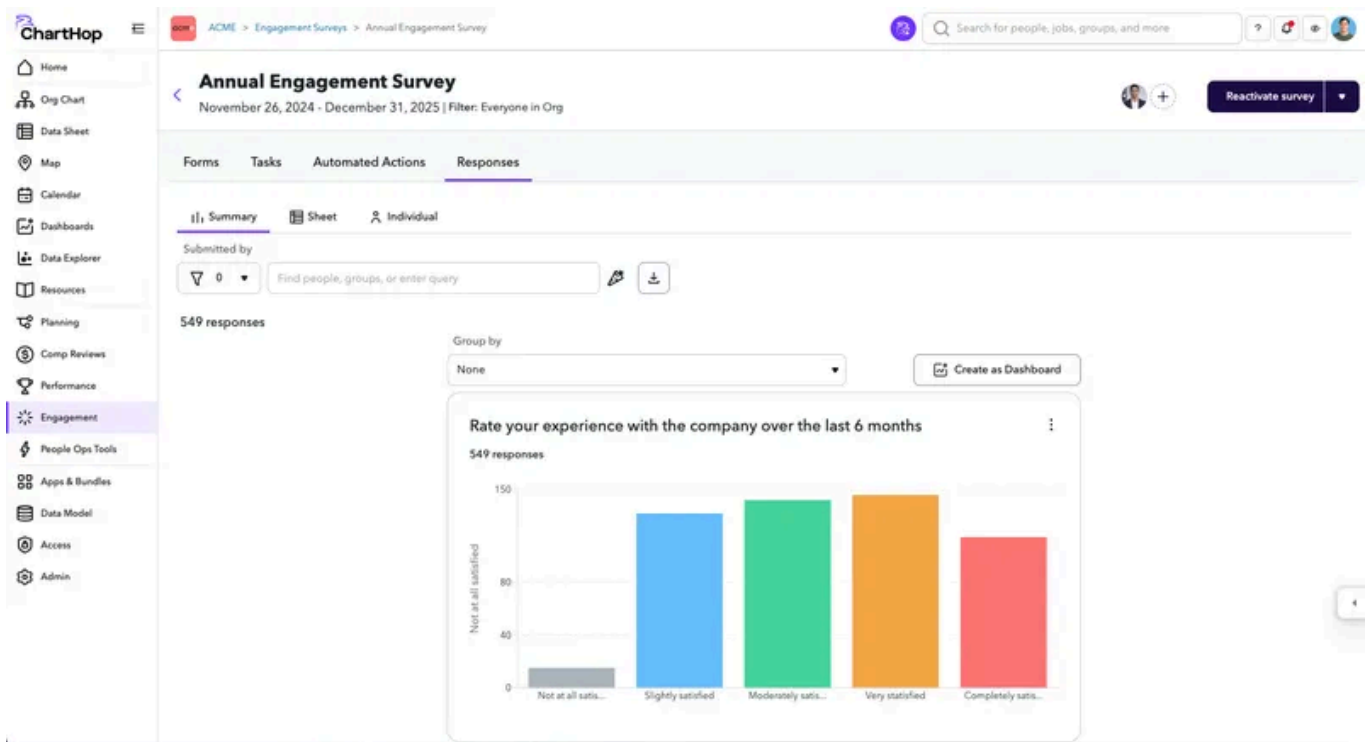 ChartHop
ACME > Engagement Surveys > Annual Engagement Survey
Search for people, jobs, groups, and more
?
Home
Org Chart
Data Sheet
Map
Calendar
Dashboards
Data Explorer
Resources
Planning
Comp Reviews
Performance
Engagement
People Ops Tools
Apps & Bundles
Data Model
Access
Admin
Annual Engagement Survey
November 26, 2024 - December 31, 2025 | Filter: Everyone in Org
Reactivate survey
Forms Tasks Automated Actions Responses
Summary Sheet Individual
Submitted by
0 Find people, groups, or enter query
549 responses
Group by
None
Create as Dashboard
Rate your experience with the company over the last 6 months
549 responses
Not at all satisfied
150
80
40
0
Not at all satis... Slightly satisfied Moderately satis... Very statisfied Completely satis...